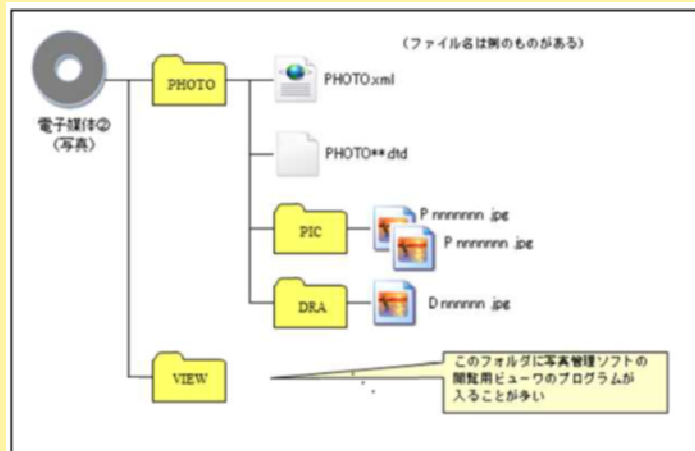 (ファイル名は例のものがある)
電子媒体②
(写真)
PHOTO
PHOTO.xml
PHOTO**.dtd
PIC
Pnnnnnnn.jpg
Pnnnnnnn.jpg
DRA
Dnnnnnnn.jpg
VIEW
このフォルダに写真管理ソフトの
閲覧用ビューワのプログラムが
入ることが多い